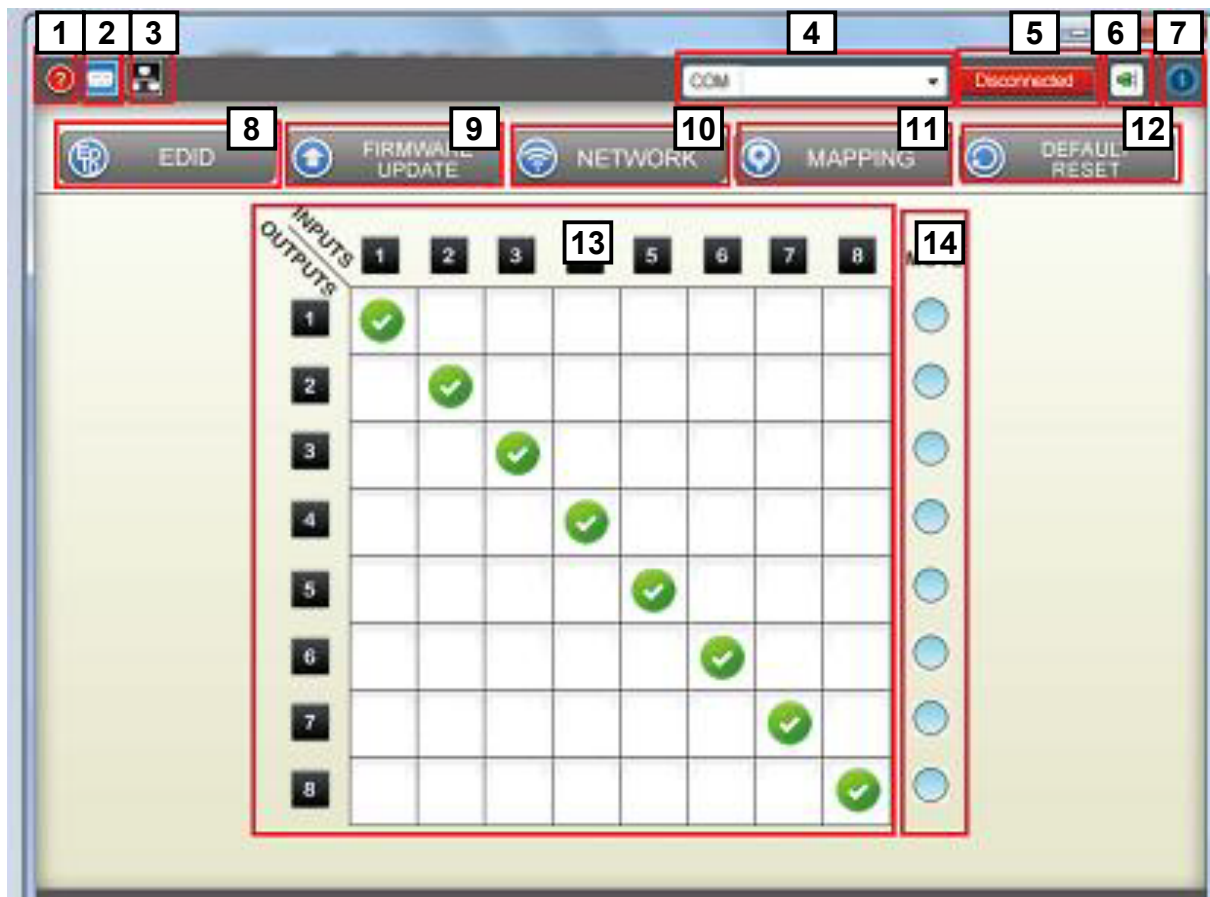 1 2 3 4 5 6 7
COM Disconnected
8 9 10 11 12
EDID FIRMWARE UPDATE NETWORK MAPPING DEFAULT RESET
INPUTS
OUTPUTS
1 2 3 13 5 6 7 8 14
1
2
3
4
5
6
7
8